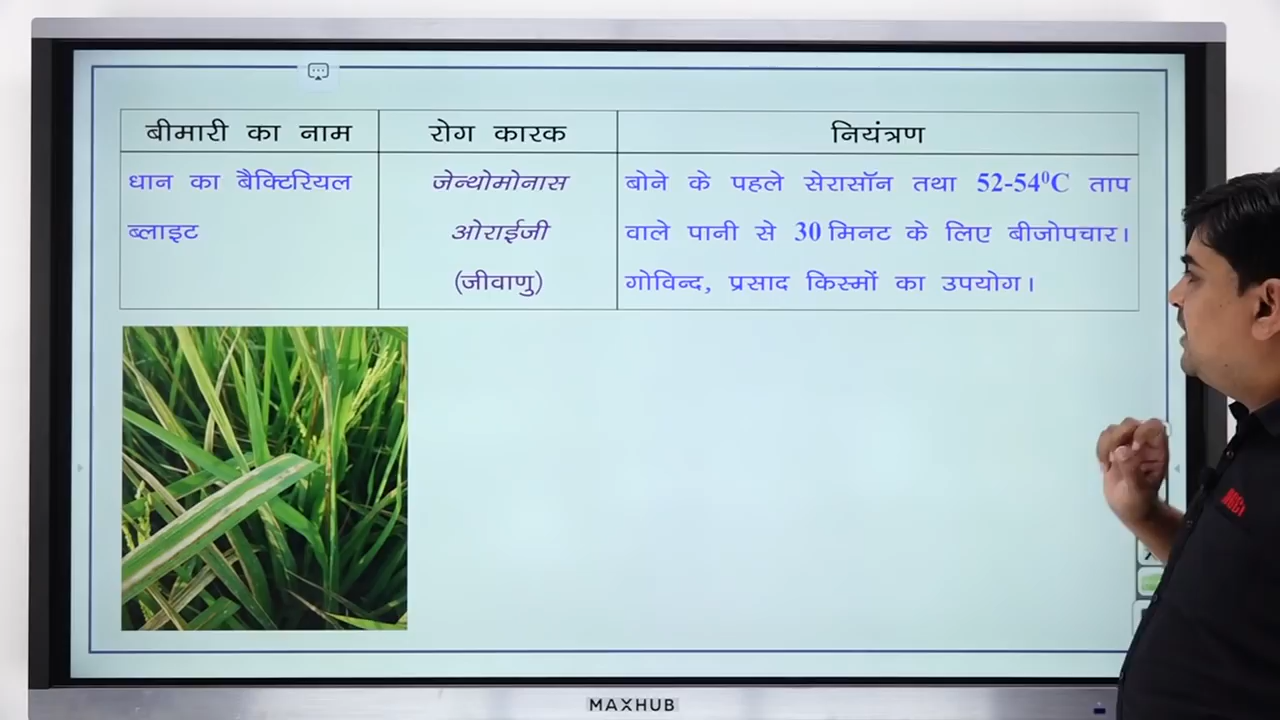 बीमारी का नाम
रोग कारक
नियंत्रण
धान का बैक्टिरियल
ब्लाइट
जेन्थोमोनास
ओराईजी
(जीवाणु)
बोने के पहले सेरासॉन तथा 52-54⁰C ताप
वाले पानी से 30 मिनट के लिए बीजोपचार।
गोविन्द, प्रसाद किस्मों का उपयोग।
MAXHUB